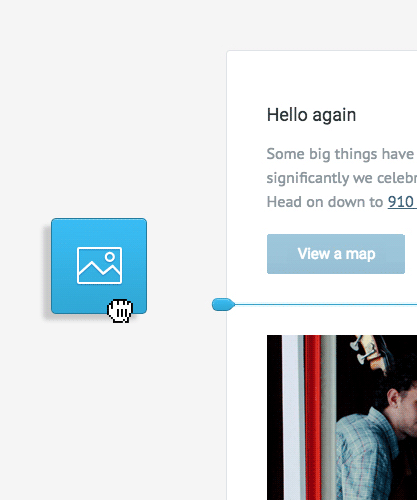 Hello again
Some big things have
significantly we celebr
Head on down to 910
View a map